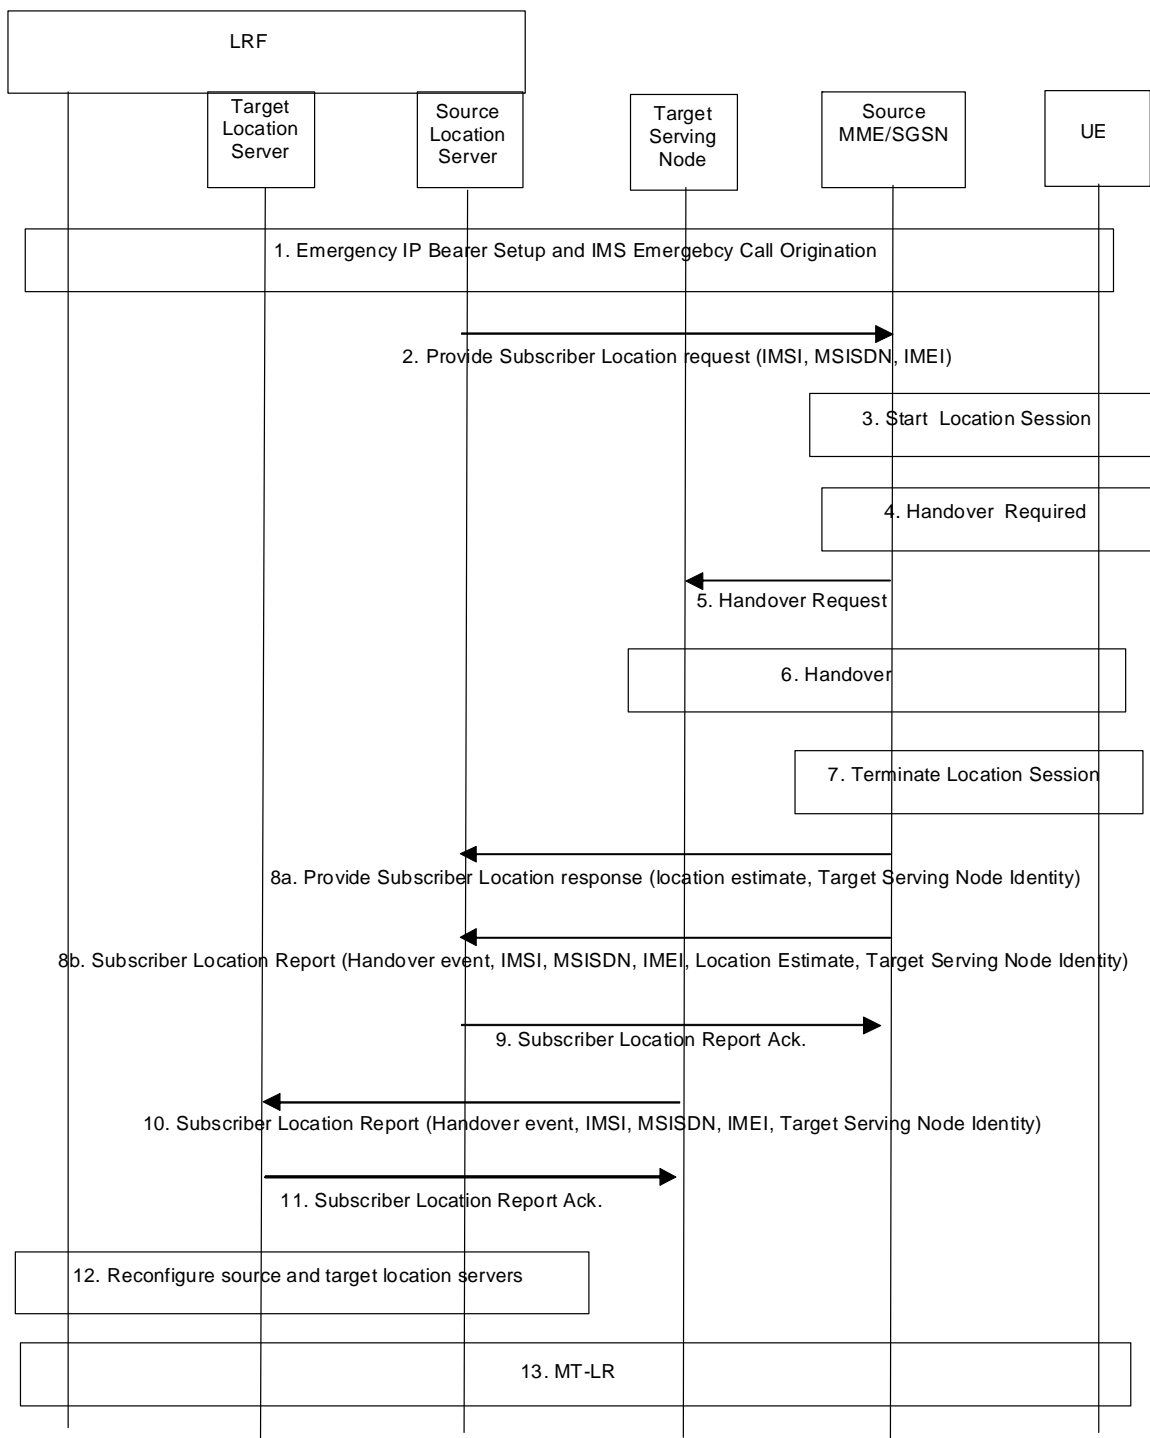 LRF
Target
Location
Server
Source
Location
Server
Target
Serving
Node
Source
MME/SGSN
UE
1. Emergency IP Bearer Setup and IMS Emergebcy Call Origination
2. Provide Subscriber Location request (IMSI, MSISDN, IMEI)
3. Start Location Session
4. Handover Required
5. Handover Request
6. Handover
7. Terminate Location Session
8a. Provide Subscriber Location response (location estimate, Target Serving Node Identity)
8b. Subscriber Location Report (Handover event, IMSI, MSISDN, IMEI, Location Estimate, Target Serving Node Identity)
9. Subscriber Location Report Ack.
10. Subscriber Location Report (Handover event, IMSI, MSISDN, IMEI, Target Serving Node Identity)
11. Subscriber Location Report Ack.
12. Reconfigure source and target location servers
13. MT-LR